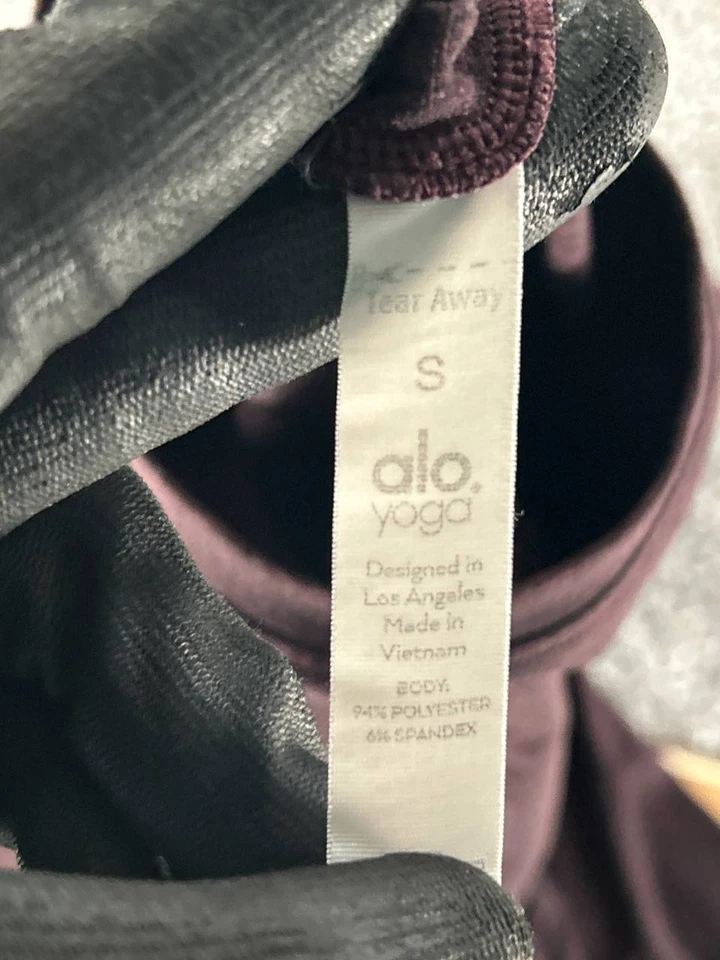 Tear Away
S
alo
yoga
Designed in
Los Angeles
Made in
Vietnam
BODY:
94% POLYESTER
6% SPANDEX